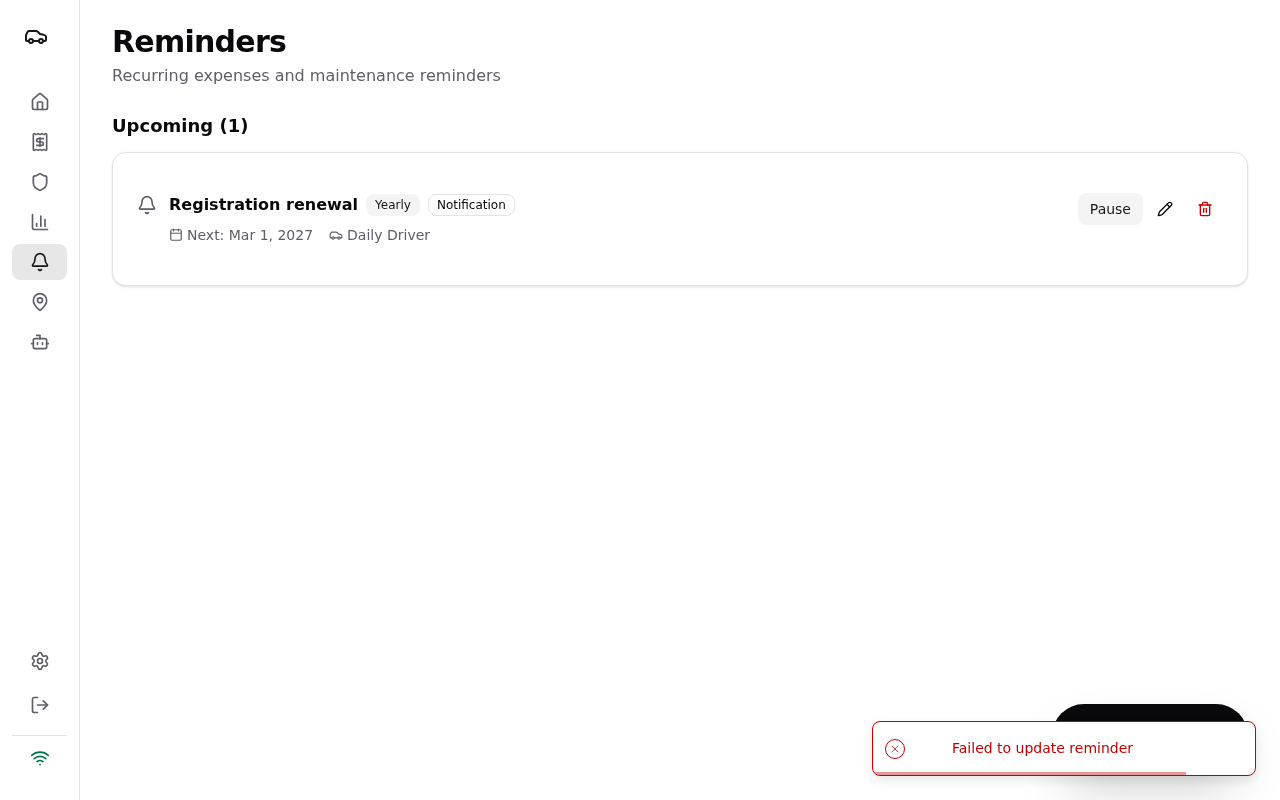 Reminders
Recurring expenses and maintenance reminders
Upcoming (1)
Registration renewal Yearly Notification
Pause
Next: Mar 1, 2027 Daily Driver
Failed to update reminder